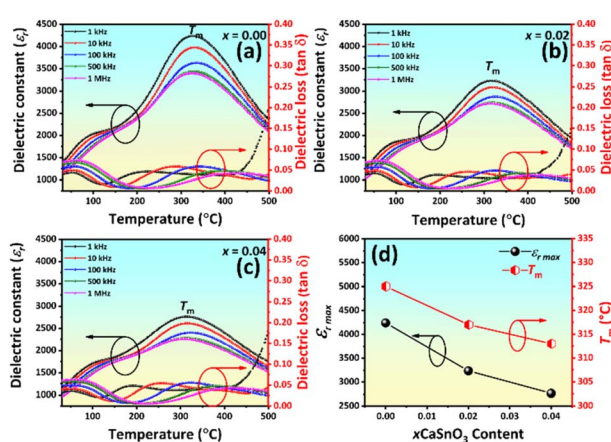 x = 0.00
(a)
1 kHz
10 kHz
100 kHz
500 kHz
1 MHz
Tm
Dielectric constant (εr)
4500
4000
3500
3000
2500
2000
1500
1000
Dielectric loss (tan δ)
0.40
0.35
0.30
0.25
0.20
0.15
0.10
0.05
0.00
100 200 300 400 500
Temperature (°C)
x = 0.02
(b)
1 kHz
10 kHz
100 kHz
500 kHz
1 MHz
Tm
Dielectric constant (εr)
4500
4000
3500
3000
2500
2000
1500
1000
Dielectric loss (tan δ)
0.40
0.35
0.30
0.25
0.20
0.15
0.10
0.05
0.00
100 200 300 400 500
Temperature (°C)
x = 0.04
(c)
1 kHz
10 kHz
100 kHz
500 kHz
1 MHz
Tm
Dielectric constant (εr)
4500
4000
3500
3000
2500
2000
1500
1000
Dielectric loss (tan δ)
0.40
0.35
0.30
0.25
0.20
0.15
0.10
0.05
0.00
100 200 300 400 500
Temperature (°C)
(d)
εr max
Tm
εr max
6000
5500
5000
4500
4000
3500
3000
2500
Tm (°C)
335
330
325
320
315
310
305
300
0.00 0.01 0.02 0.03 0.04
xCaSnO3 Content